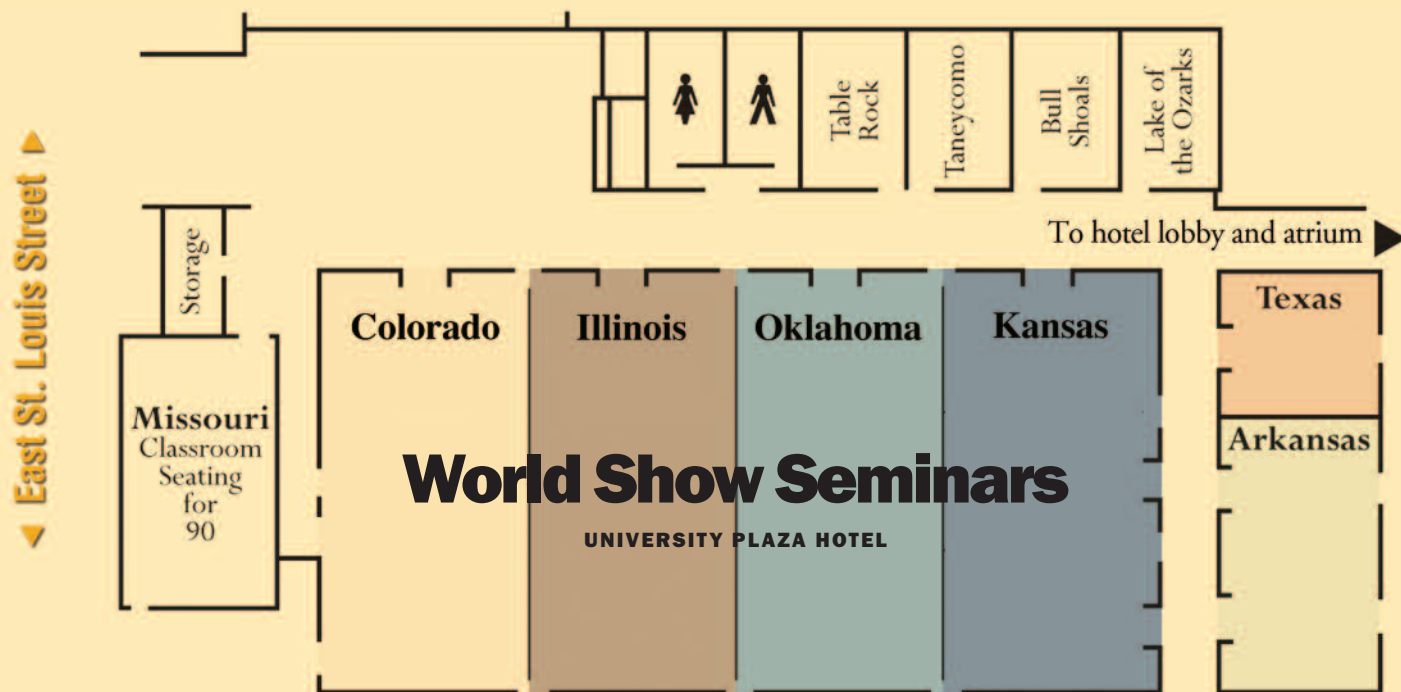 East St. Louis Street
Table
Rock
Taneycomo
Bull
Shoals
Lake of
the Ozarks
To hotel lobby and atrium
Storage
Colorado
Illinois
Oklahoma
Kansas
Texas
Missouri
Classroom
Seating
for
90
Arkansas
World Show Seminars
UNIVERSITY PLAZA HOTEL